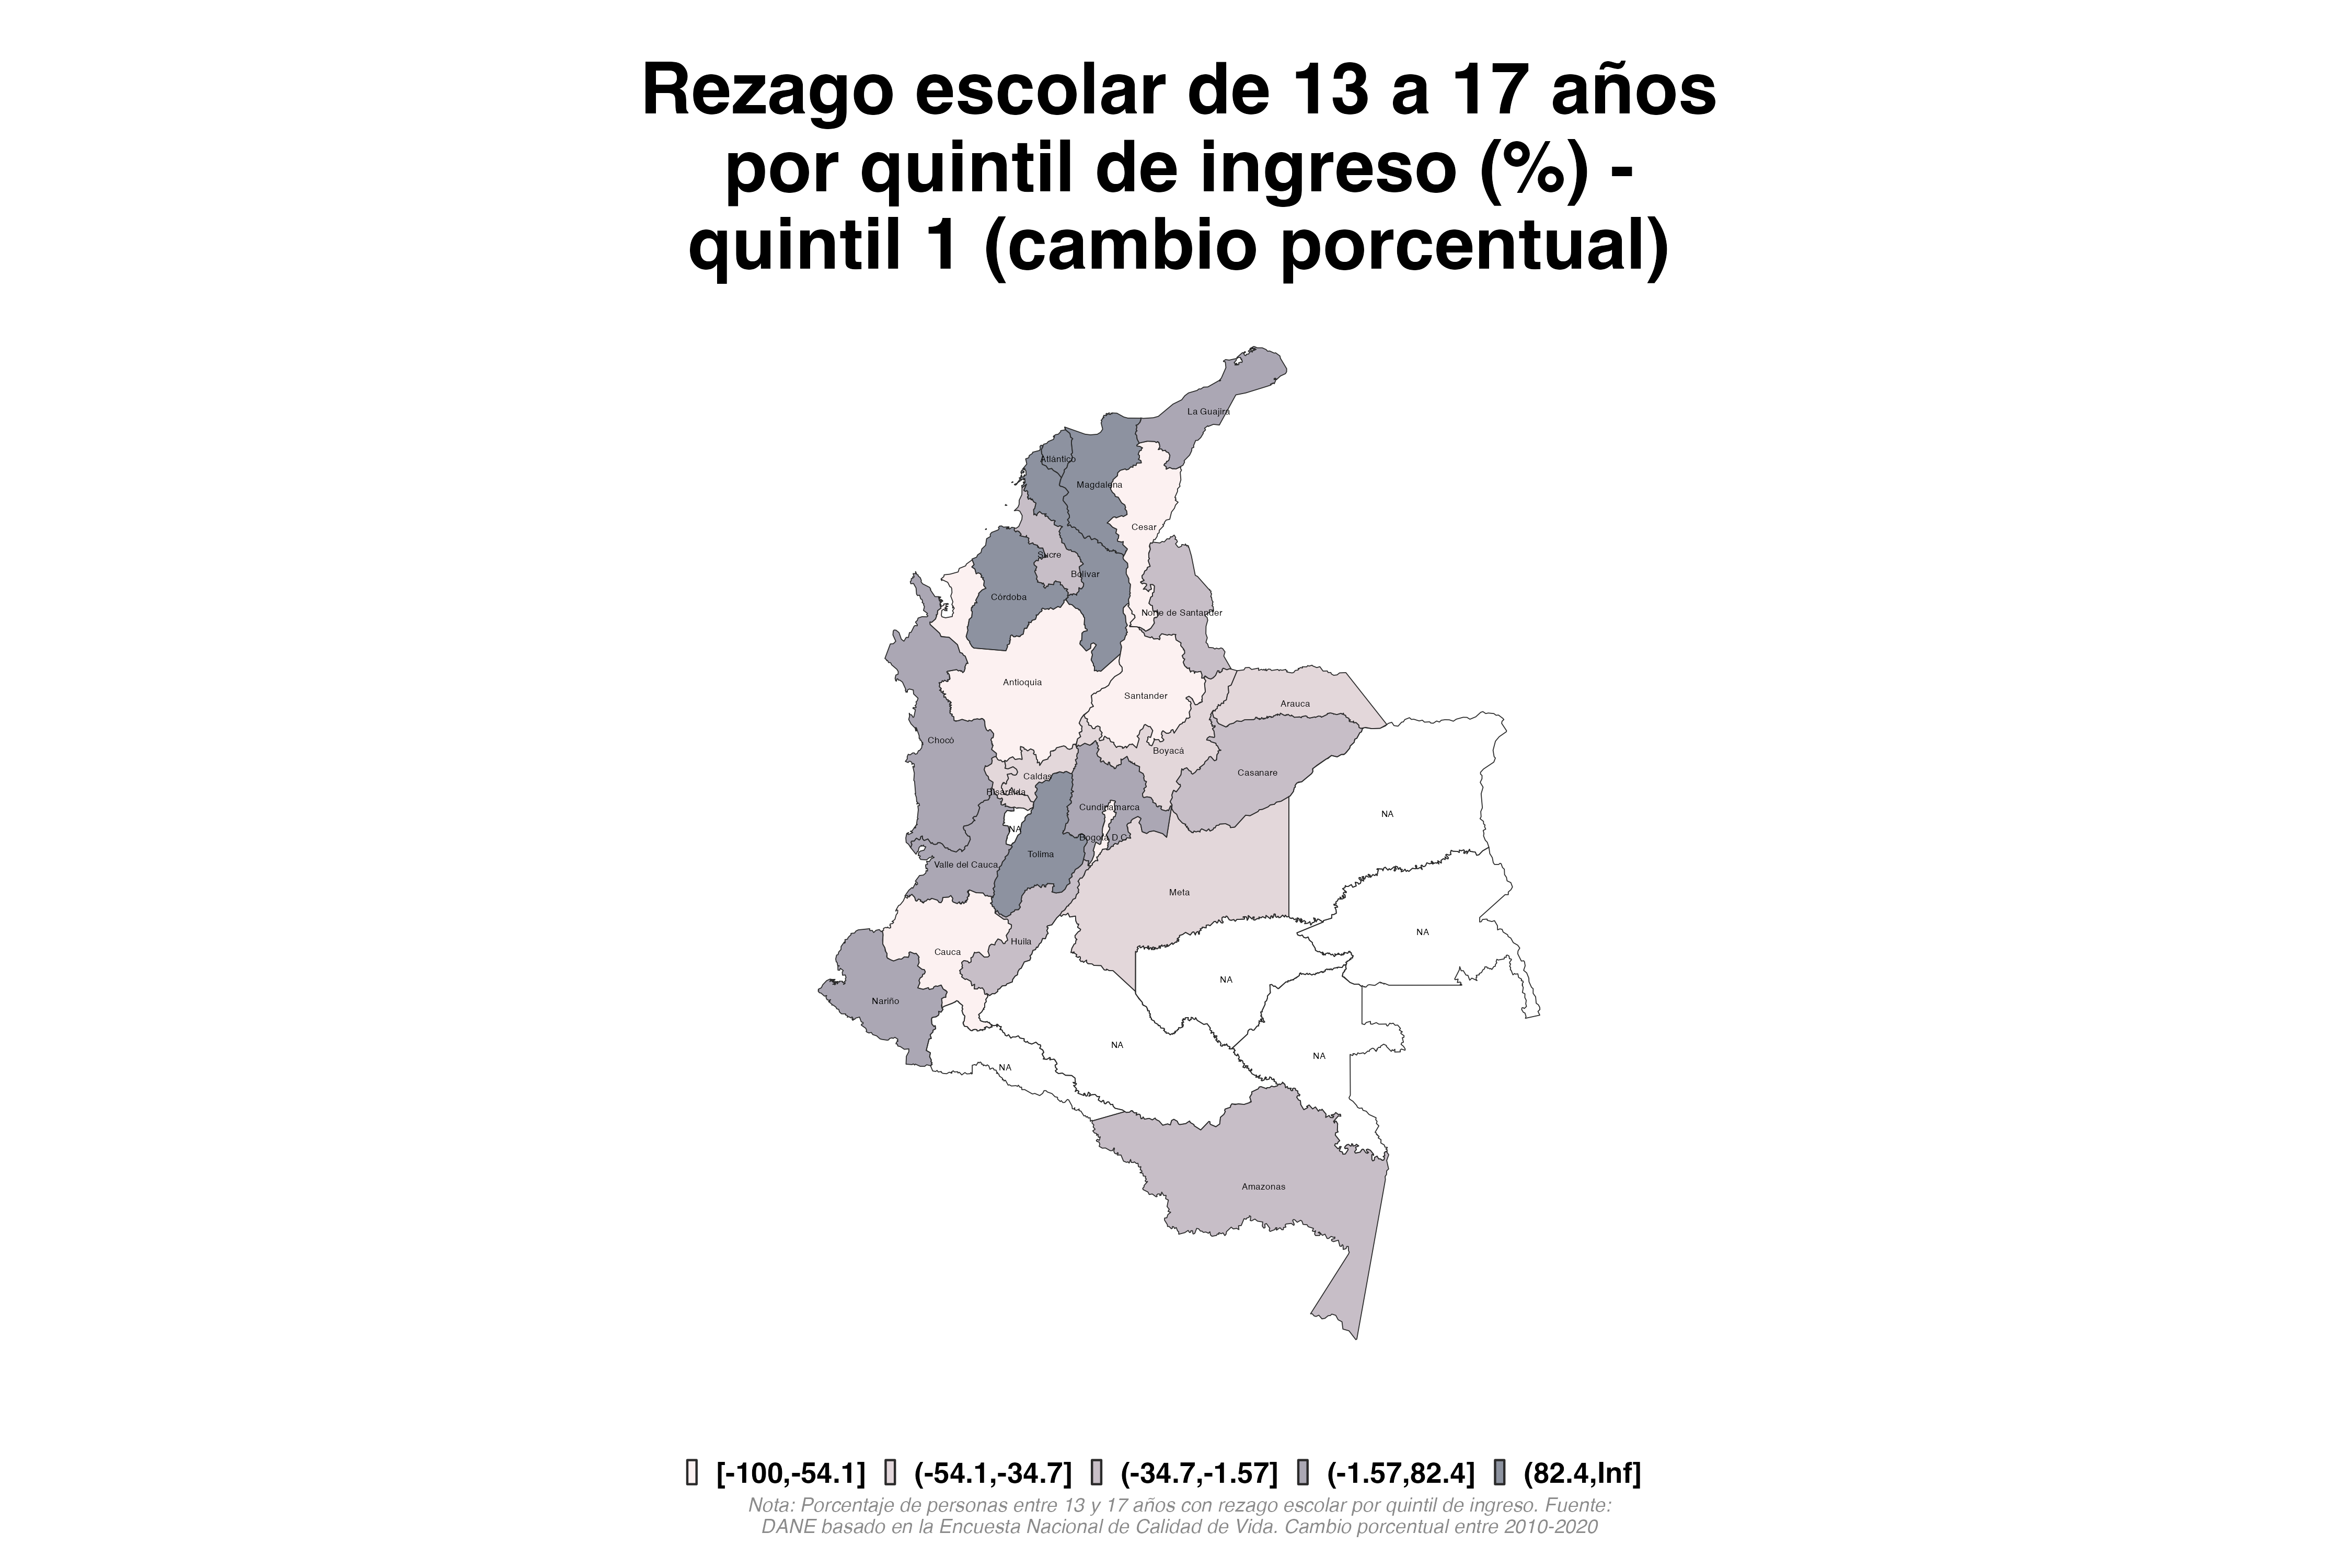 Rezago escolar de 13 a 17 años
por quintil de ingreso (%) -
quintil 1 (cambio porcentual)
La Guajira
Atlántico
Magdalena
Cesar
Sucre
Bolívar
Córdoba
Norte de Santander
Antioquia
Santander
Arauca
Chocó
Boyacá
Casanare
Caldas
Risaralda
Cundinamarca
NA
NA
Bogotá D.C.
Tolima
Valle del Cauca
Meta
NA
Huila
Cauca
NA
Nariño
NA
NA
NA
Amazonas
[-100,-54.1] (-54.1,-34.7] (-34.7,-1.57] (-1.57,82.4] (82.4,Inf]
Nota: Porcentaje de personas entre 13 y 17 años con rezago escolar por quintil de ingreso. Fuente:
DANE basado en la Encuesta Nacional de Calidad de Vida. Cambio porcentual entre 2010-2020